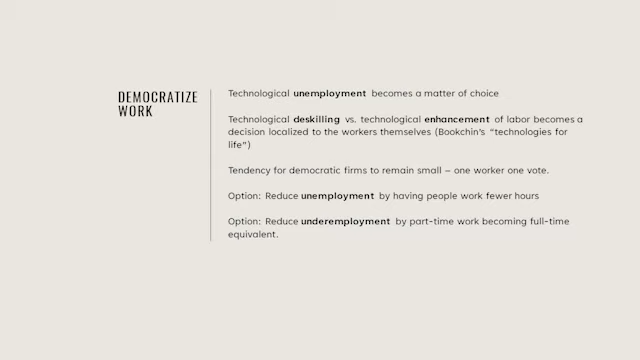 DEMOCRATIZE
WORK
Technological unemployment becomes a matter of choice
Technological deskilling vs. technological enhancement of labor becomes a
decision localized to the workers themselves (Bookchin's "technologies for
life")
Tendency for democratic firms to remain small – one worker one vote.
Option: Reduce unemployment by having people work fewer hours
Option: Reduce underemployment by part-time work becoming full-time
equivalent.